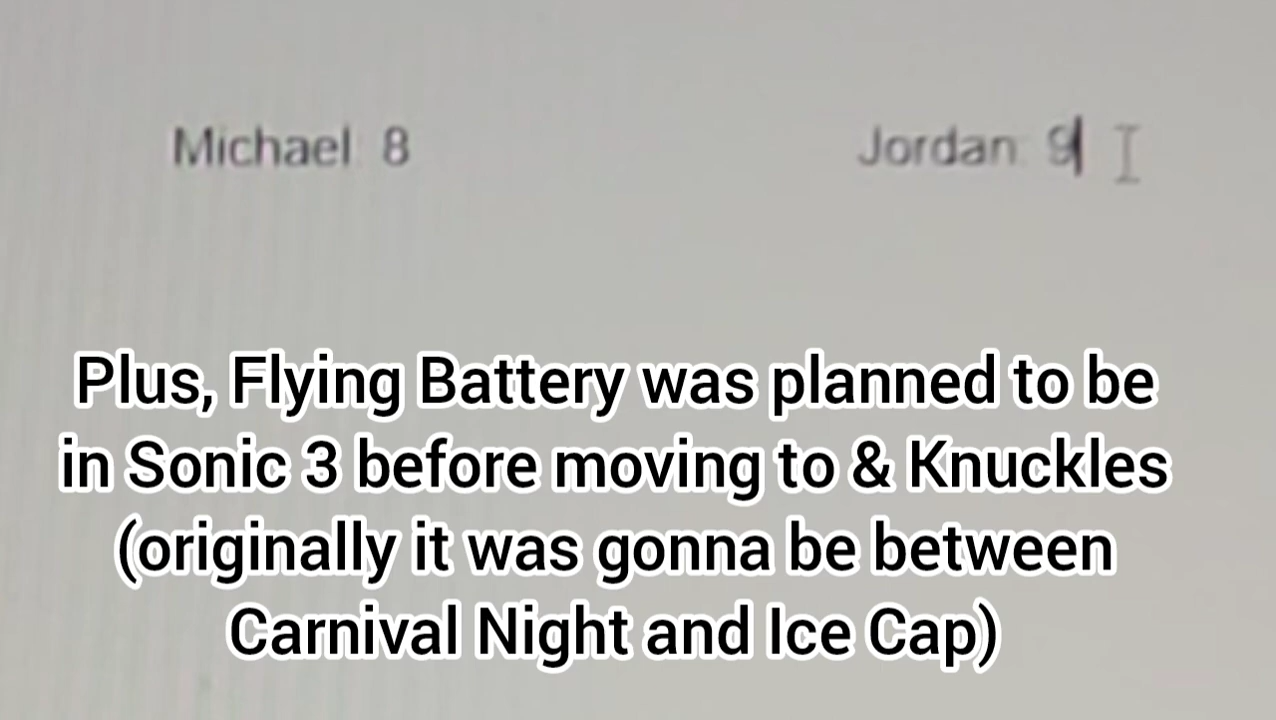 Michael 8 Jordan 9
Plus, Flying Battery was planned to be
in Sonic 3 before moving to & Knuckles
(originally it was gonna be between
Carnival Night and Ice Cap)